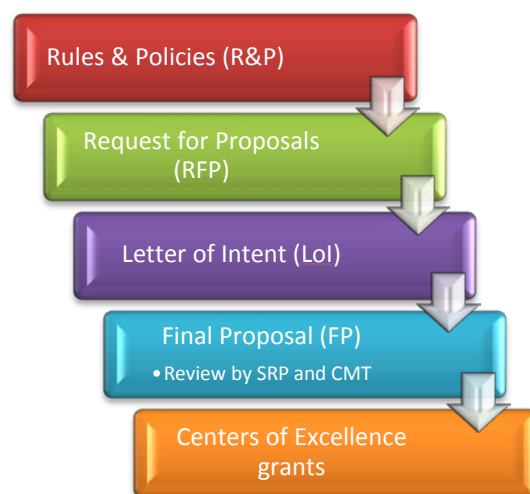 Rules & Policies (R&P)
Request for Proposals
(RFP)
Letter of Intent (LoI)
Final Proposal (FP)
• Review by SRP and CMT
Centers of Excellence
grants